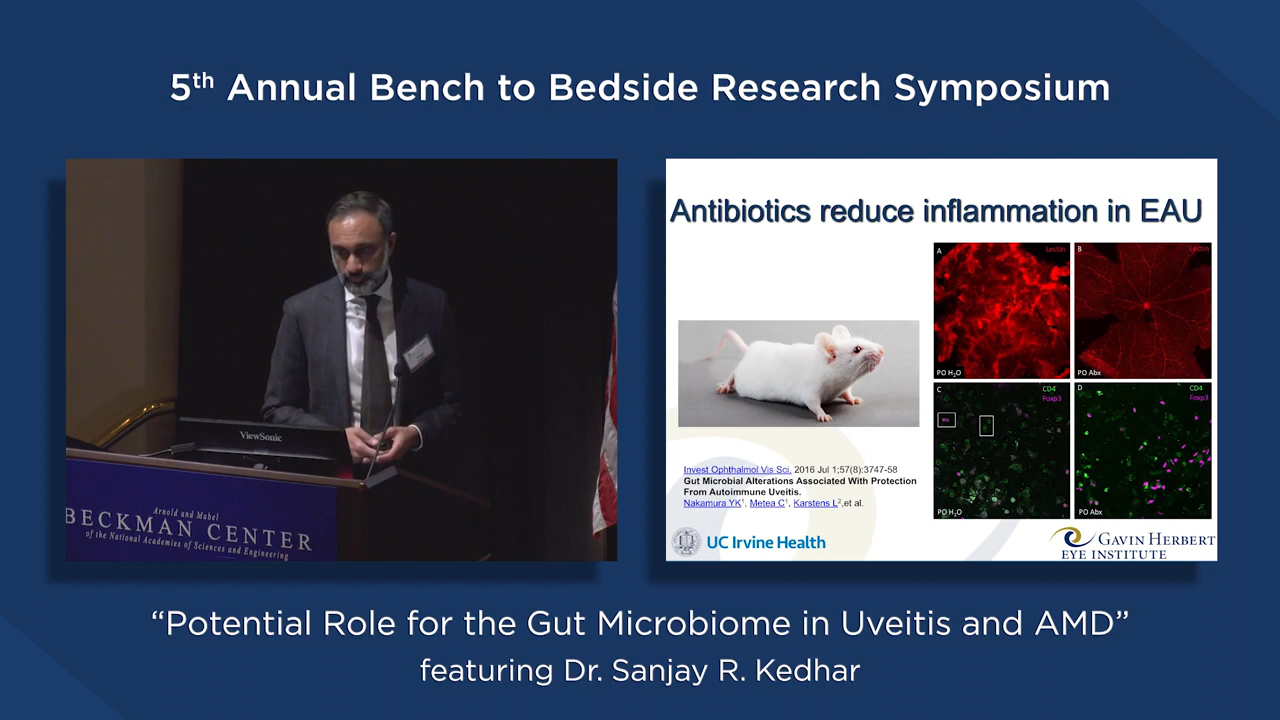 5th Annual Bench to Bedside Research Symposium
ViewSonic
Arnold and Mabel
BECKMAN CENTER
of the National Academies of Sciences and Engineering
Antibiotics reduce inflammation in EAU
A
Lectin
B
Lectin
PO H2O
PO Abx
C
CD4
Foxp3
D
CD4
Foxp3
PO H2O
PO Abx
Invest Ophthalmol Vis Sci. 2016 Jul 1;57(8):3747-58
Gut Microbial Alterations Associated With Protection
From Autoimmune Uveitis.
Nakamura YK1, Metea C1, Karstens L2,et al.
UC Irvine Health
GAVIN HERBERT
EYE INSTITUTE
“Potential Role for the Gut Microbiome in Uveitis and AMD”
featuring Dr. Sanjay R. Kedhar